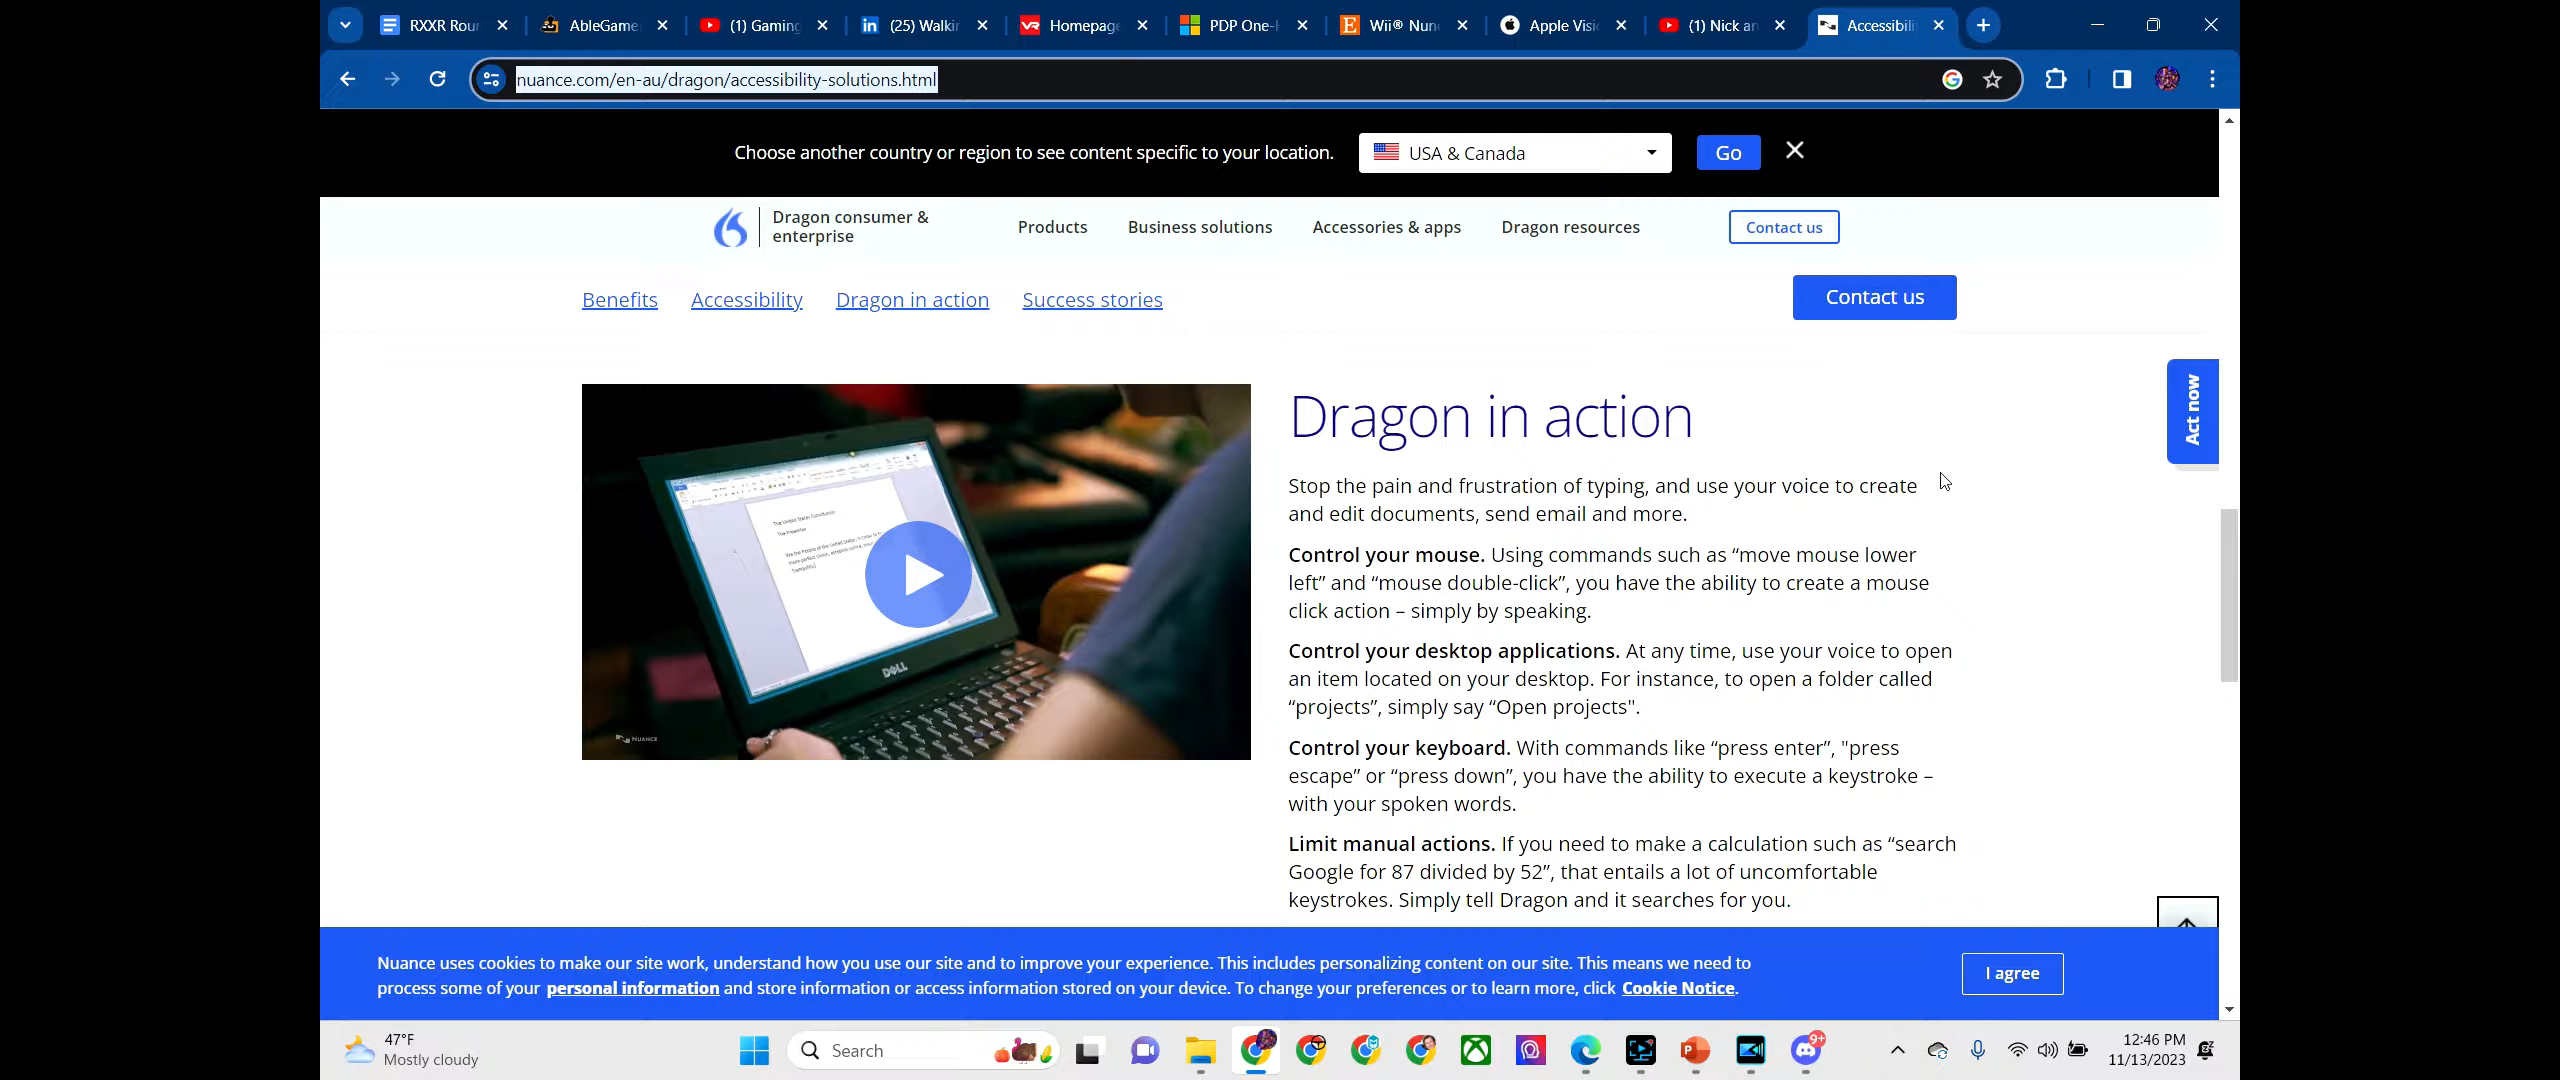 RXXR Rour
AbleGame
(1) Gaming
(25) Walkir
Homepage
PDP One-
Wii® Nun
Apple Visi
(1) Nick an
Accessibili
nuance.com/en-au/dragon/accessibility-solutions.html
Choose another country or region to see content specific to your location.
USA & Canada
Go
Dragon consumer &
enterprise
Products
Business solutions
Accessories & apps
Dragon resources
Contact us
Benefits
Accessibility
Dragon in action
Success stories
Contact us
Act now
The United States Constitution
NUANCE
DELL
Dragon in action
Stop the pain and frustration of typing, and use your voice to create
and edit documents, send email and more.
Control your mouse. Using commands such as “move mouse lower
left” and “mouse double-click”, you have the ability to create a mouse
click action – simply by speaking.
Control your desktop applications. At any time, use your voice to open
an item located on your desktop. For instance, to open a folder called
“projects”, simply say “Open projects".
Control your keyboard. With commands like “press enter”, "press
escape” or “press down”, you have the ability to execute a keystroke –
with your spoken words.
Limit manual actions. If you need to make a calculation such as “search
Google for 87 divided by 52”, that entails a lot of uncomfortable
keystrokes. Simply tell Dragon and it searches for you.
Nuance uses cookies to make our site work, understand how you use our site and to improve your experience. This includes personalizing content on our site. This means we need to
process some of your personal information and store information or access information stored on your device. To change your preferences or to learn more, click Cookie Notice.
I agree
47°F
Mostly cloudy
Search
9+
12:46 PM
11/13/2023